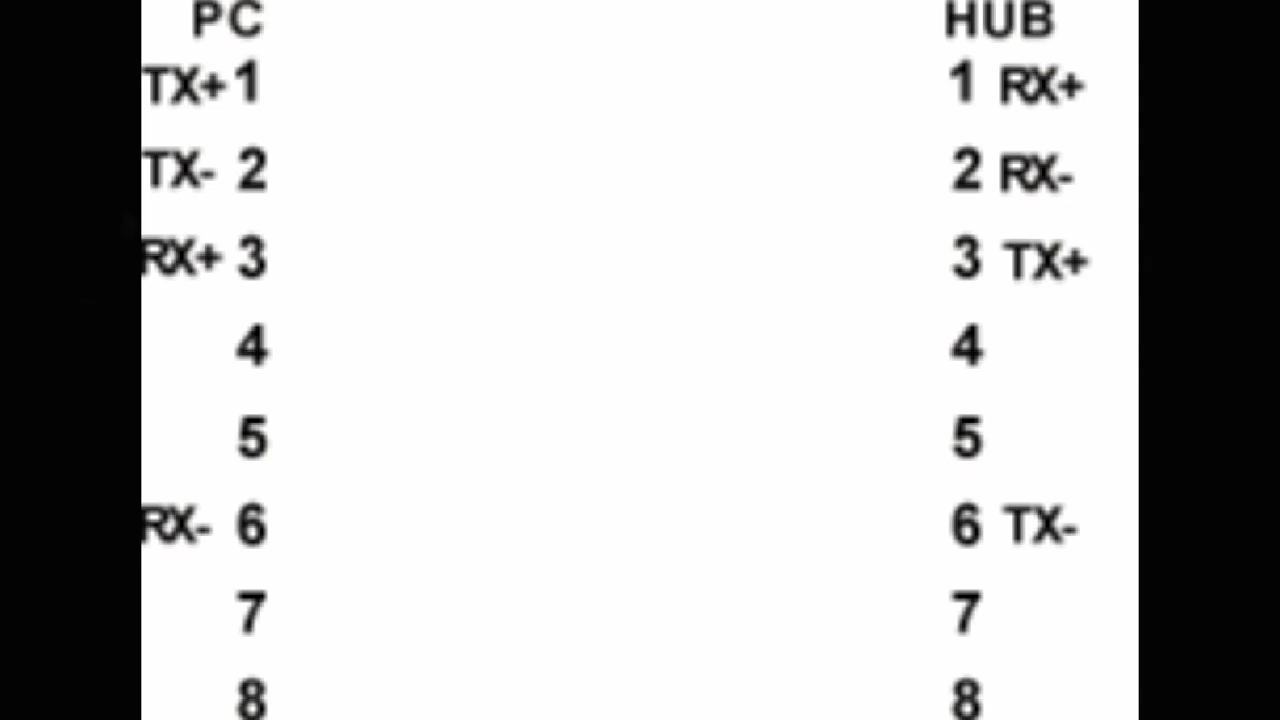 PC HUB
TX+ 1 1 RX+
TX- 2 2 RX-
RX+ 3 3 TX+
4 4
5 5
RX- 6 6 TX-
7 7
8 8